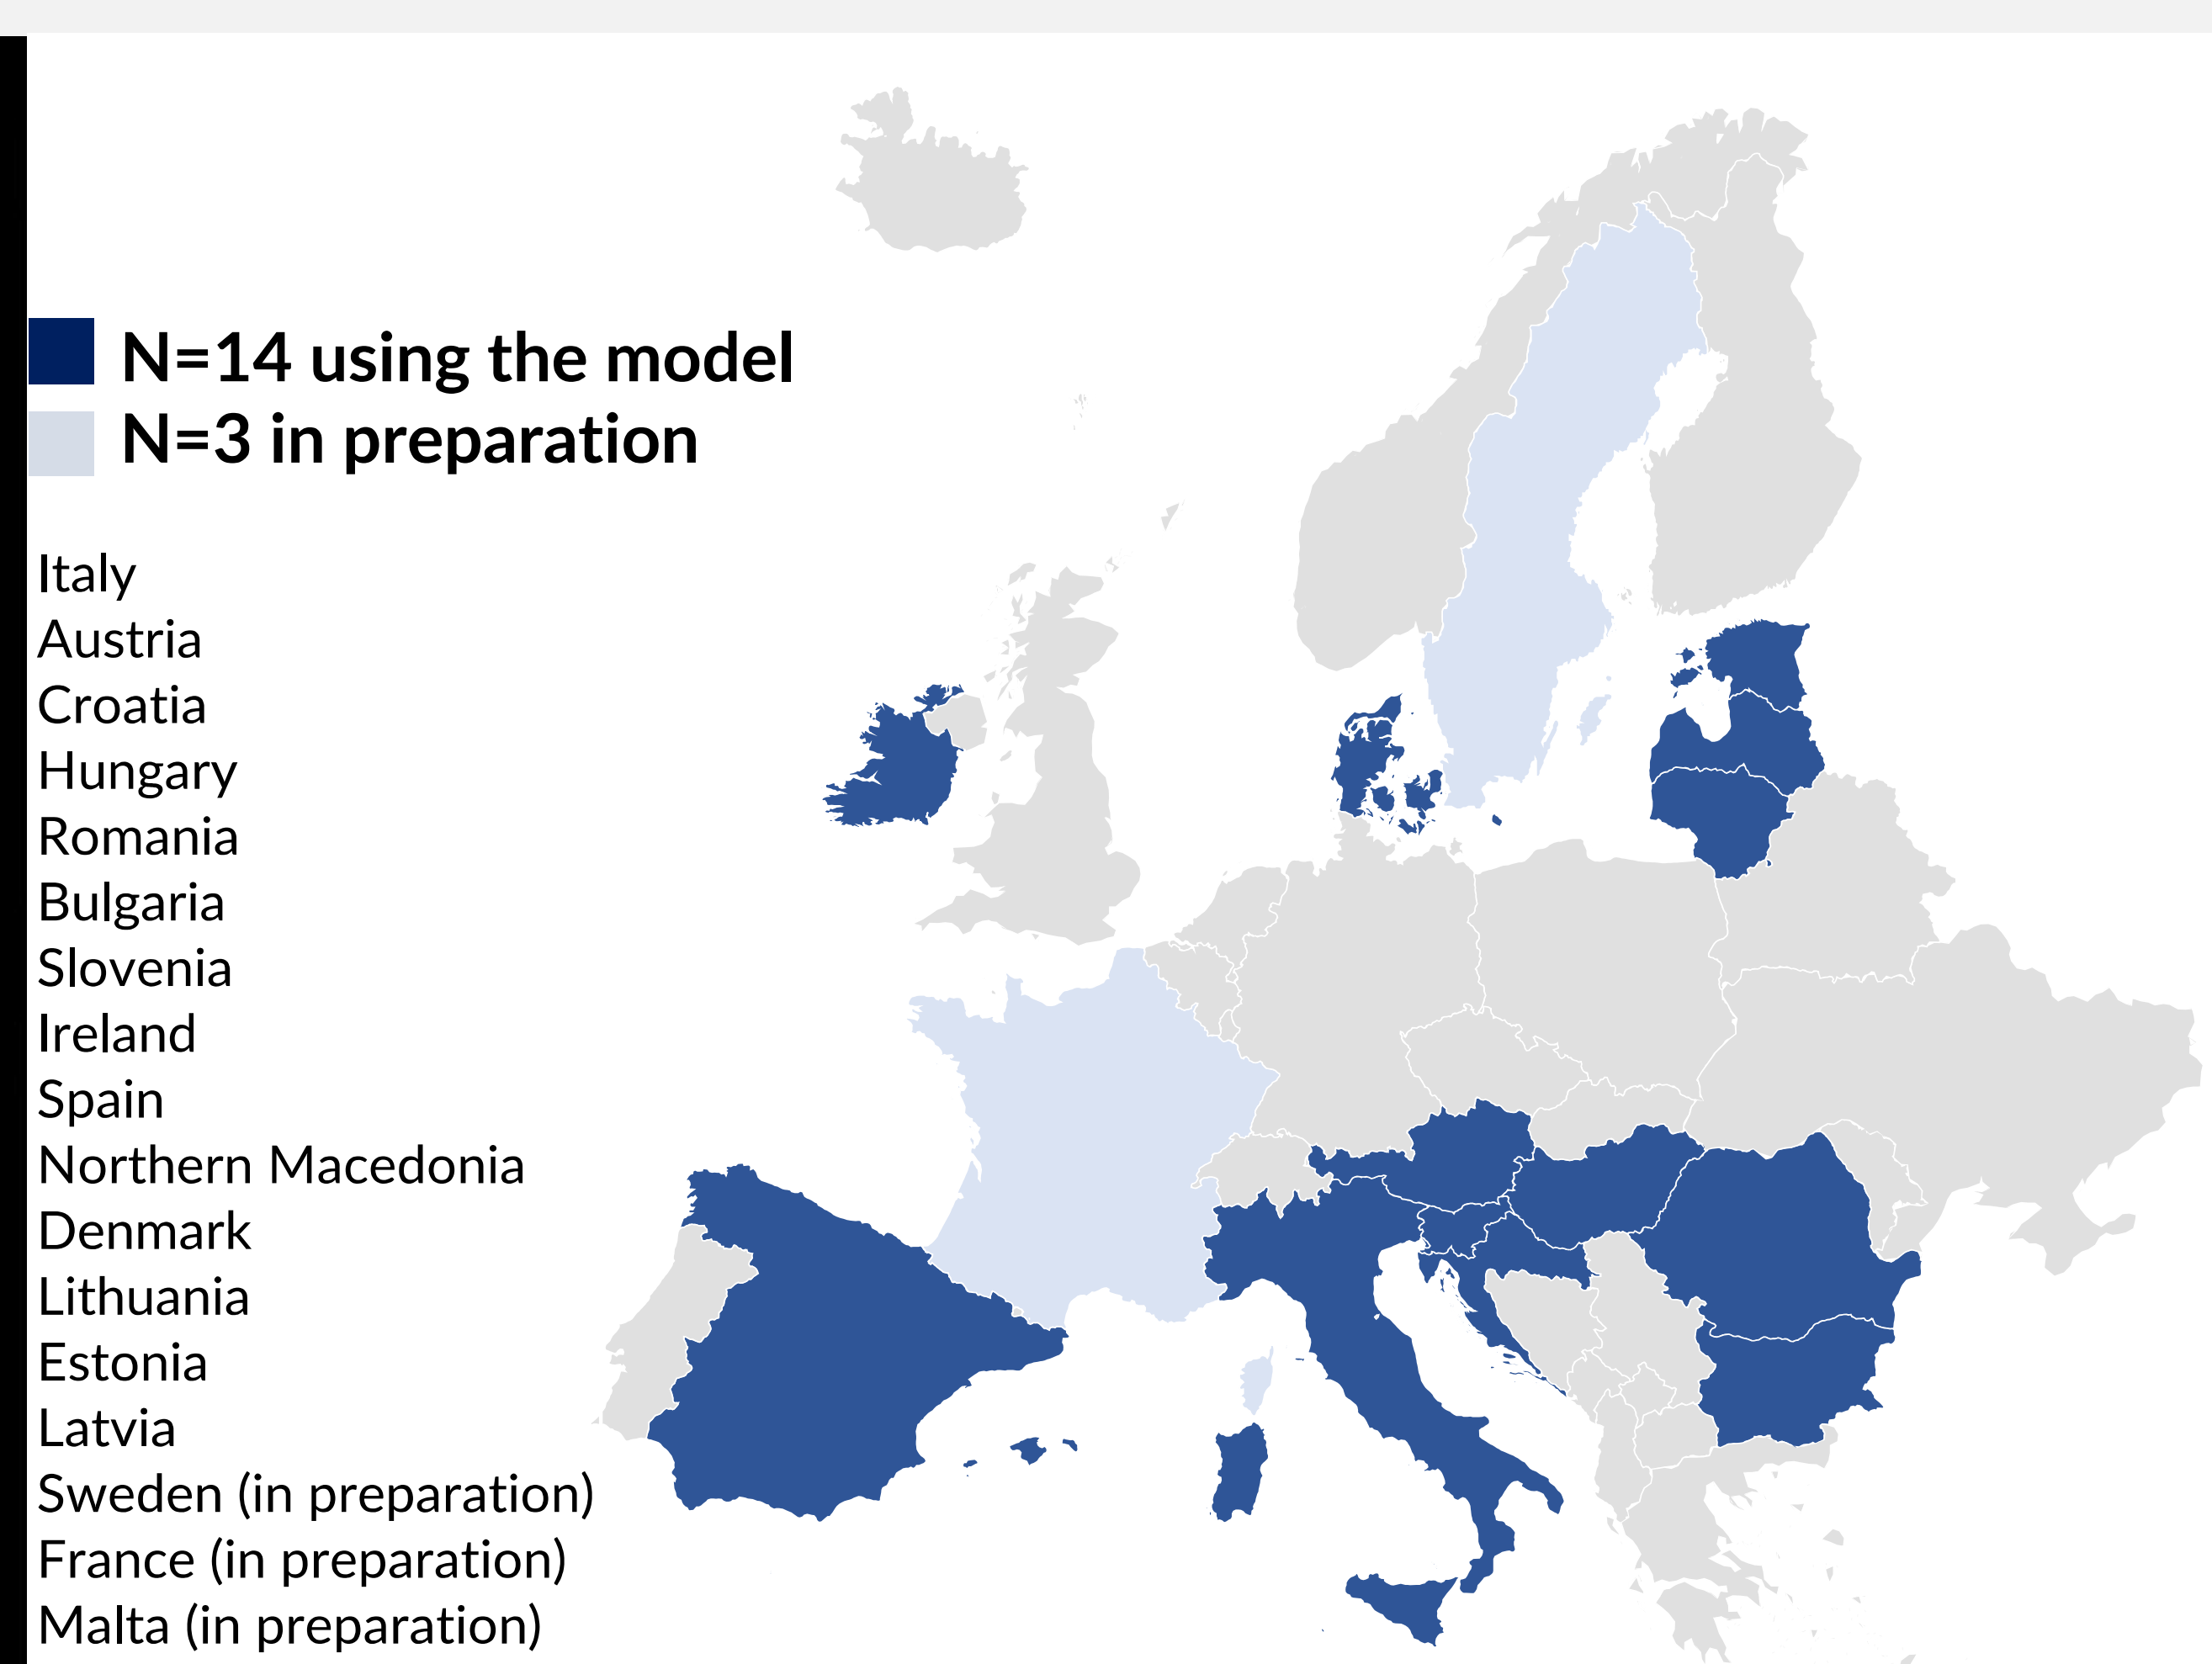 N=14 using the model
N=3 in preparation
Italy
Austria
Croatia
Hungary
Romania
Bulgaria
Slovenia
Ireland
Spain
Northern Macedonia
Denmark
Lithuania
Estonia
Latvia
Sweden (in preparation)
France (in preparation)
Malta (in preparation)